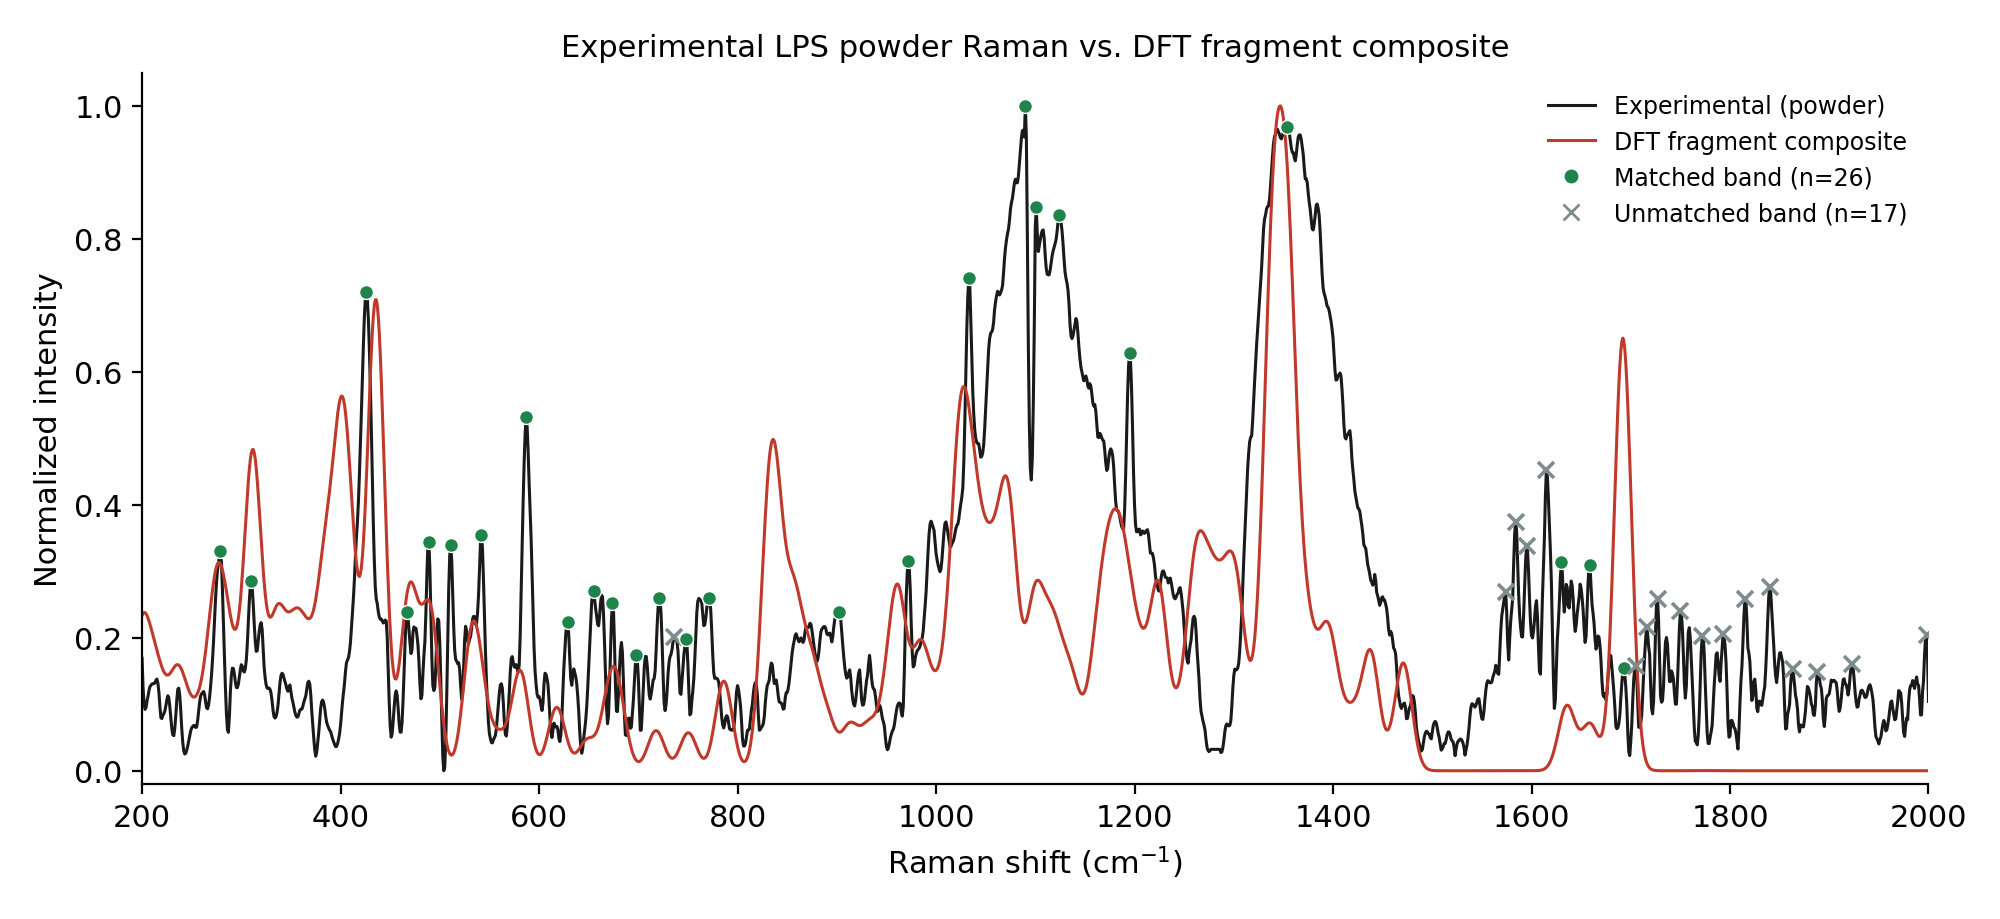 Experimental LPS powder Raman vs. DFT fragment composite
Experimental (powder)
DFT fragment composite
Matched band (n=26)
Unmatched band (n=17)
Normalized intensity
1.0
0.8
0.6
0.4
0.2
0.0
200 400 600 800 1000 1200 1400 1600 1800 2000
Raman shift (cm⁻¹)